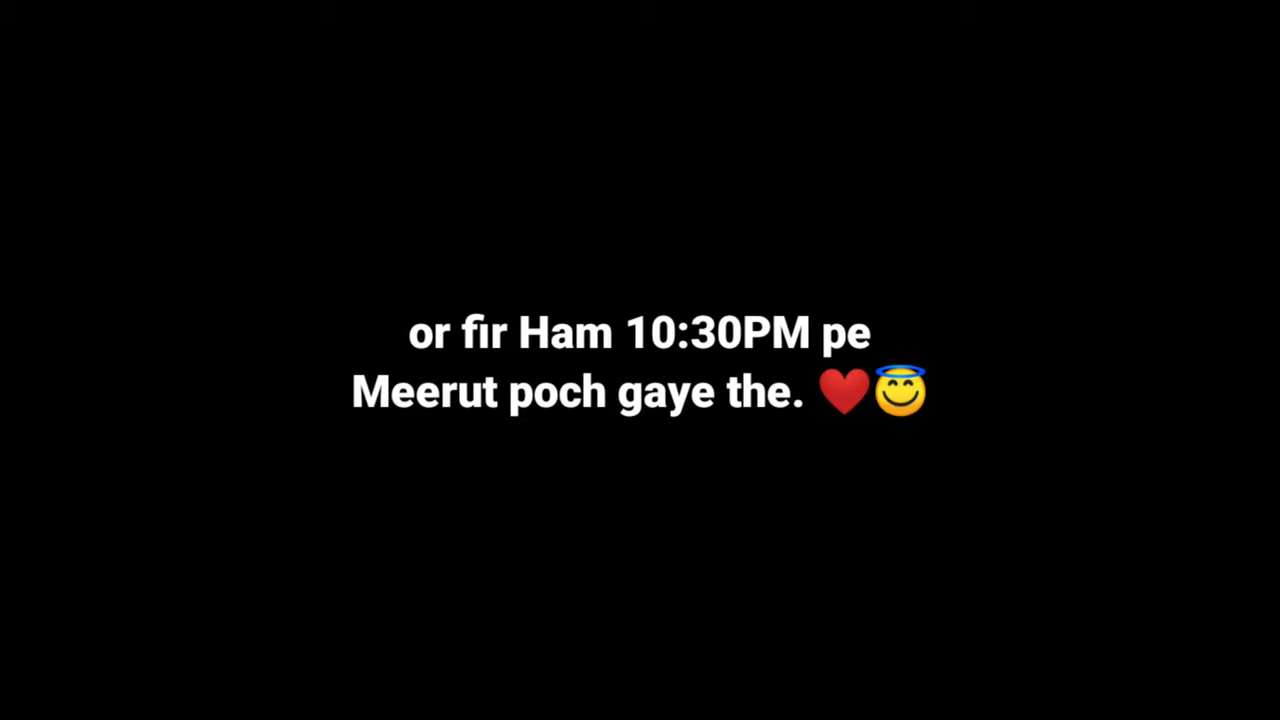 or fir Ham 10:30PM pe
Meerut poch gaye the. ❤️😇